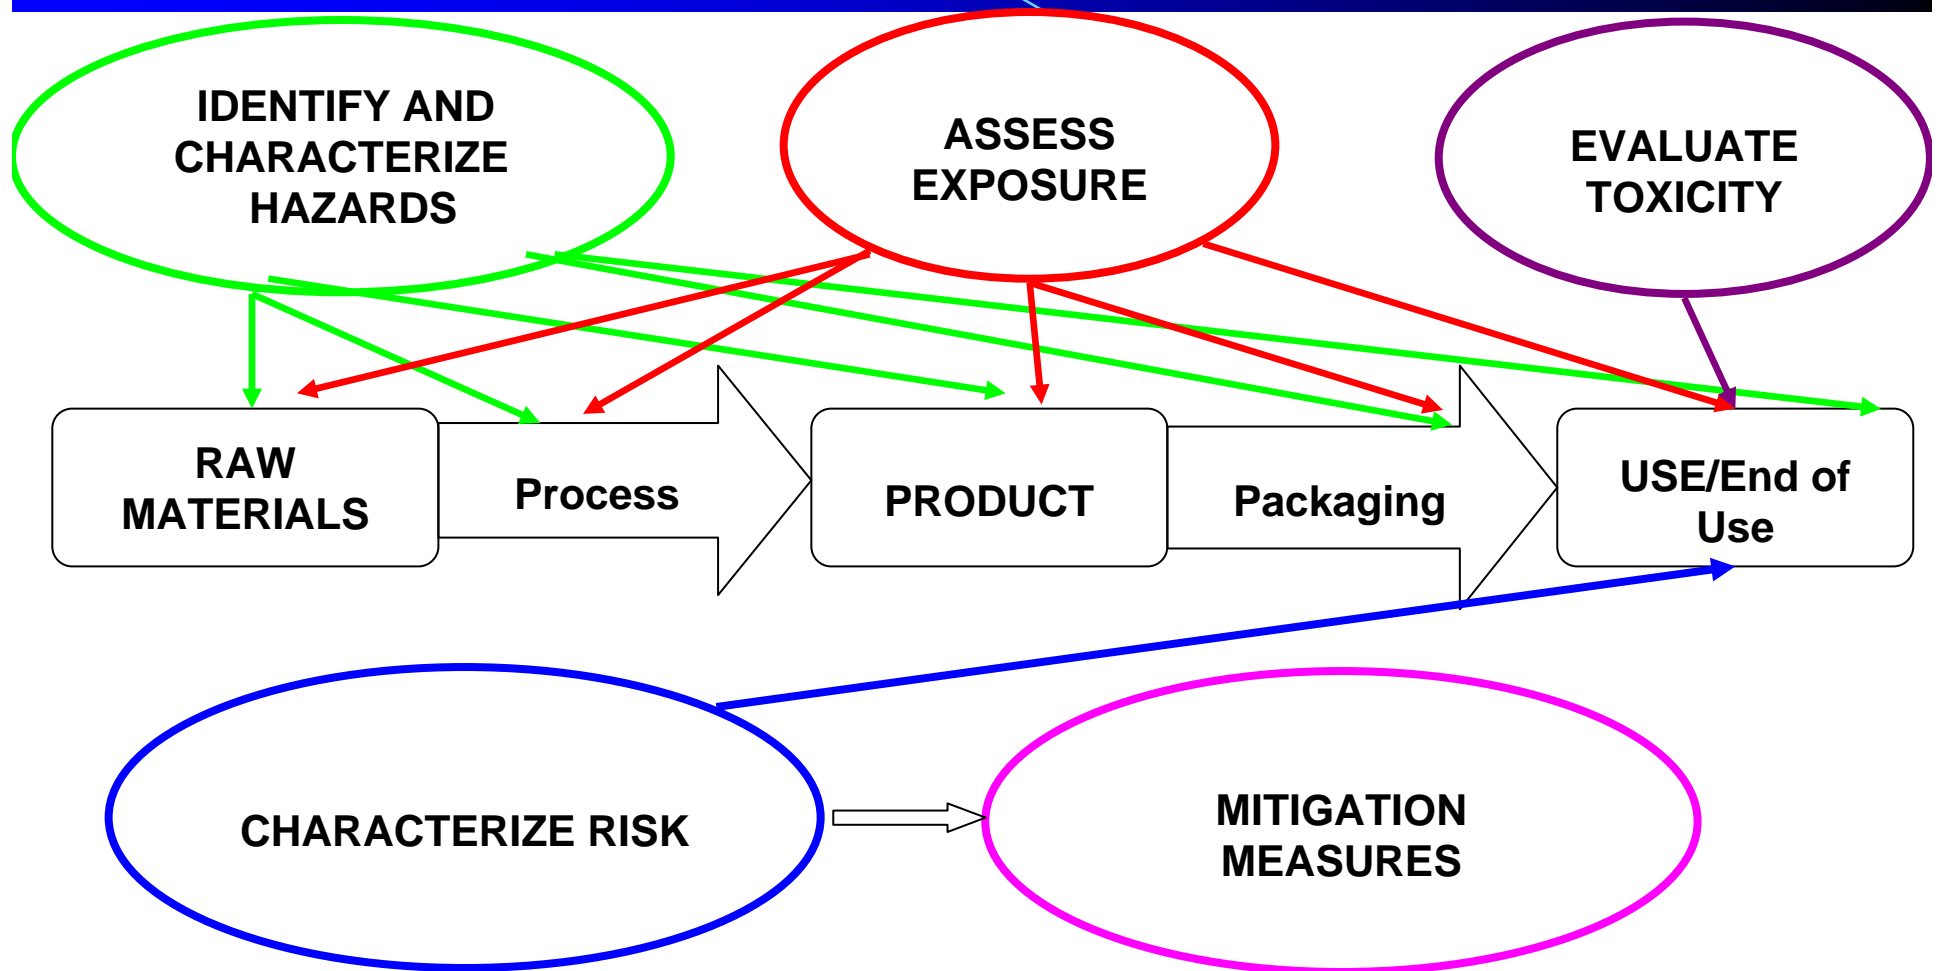 IDENTIFY AND
CHARACTERIZE
HAZARDS
ASSESS
EXPOSURE
EVALUATE
TOXICITY
RAW
MATERIALS
Process
PRODUCT
Packaging
USE/End of
Use
CHARACTERIZE RISK
MITIGATION
MEASURES